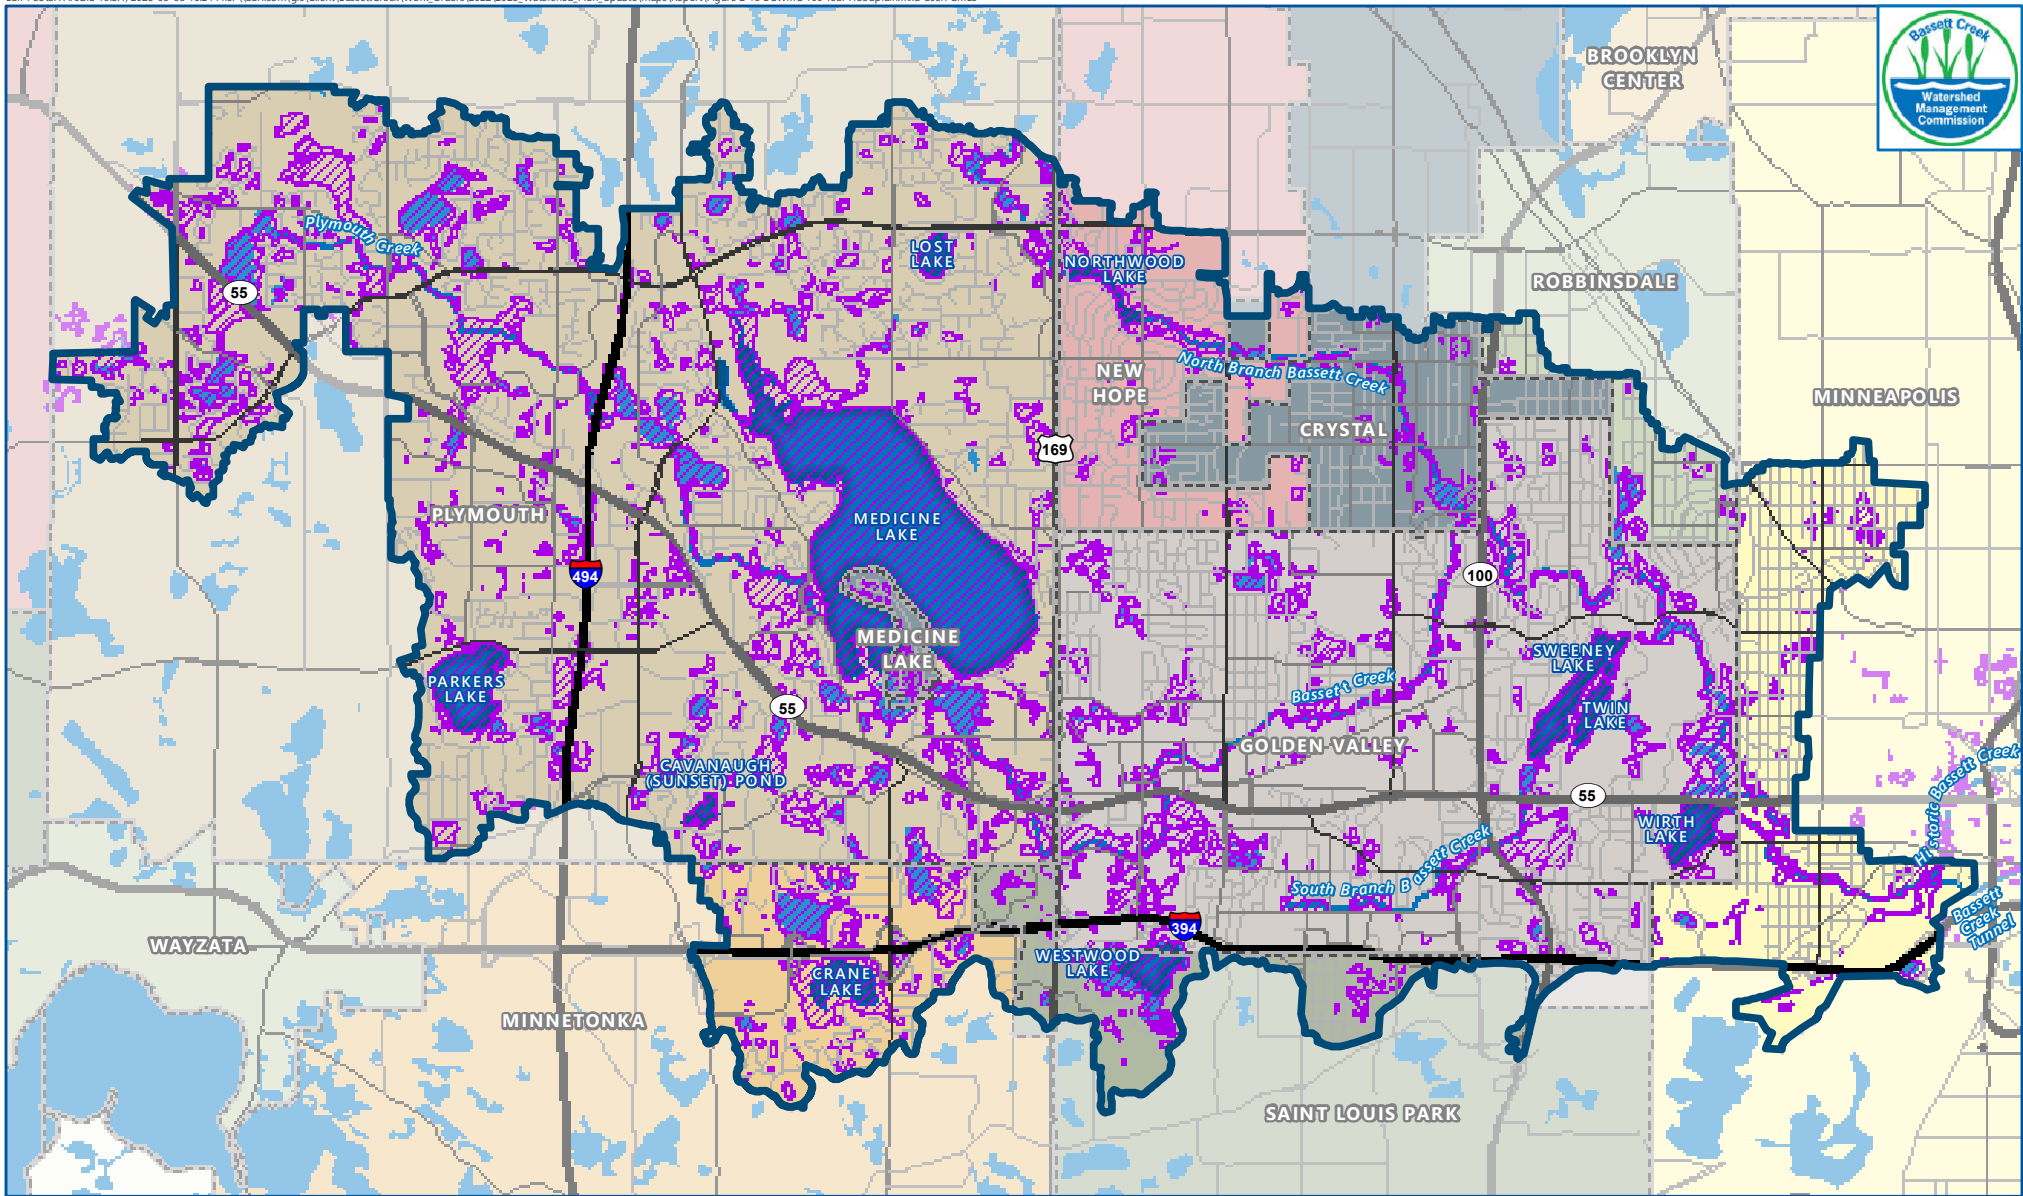 BROOKLYN
CENTER
Bassett Creek
Watershed
Management
Commission
Plymouth Creek
LOST
LAKE
NORTHWOOD
LAKE
ROBBINSDALE
55
North Branch Bassett Creek
NEW
HOPE
MINNEAPOLIS
CRYSTAL
169
PLYMOUTH
MEDICINE
LAKE
494
100
MEDICINE
LAKE
SWEENEY
LAKE
PARKERS
LAKE
Bassett Creek
55
TWIN
LAKE
GOLDEN VALLEY
CAVANAUGH
(SUNSET) POND
55
Historic Bassett Creek
WIRTH
LAKE
South Branch Bassett Creek
Bassett
Creek
Tunnel
394
WAYZATA
WESTWOOD
LAKE
CRANE
LAKE
MINNETONKA
SAINT LOUIS PARK